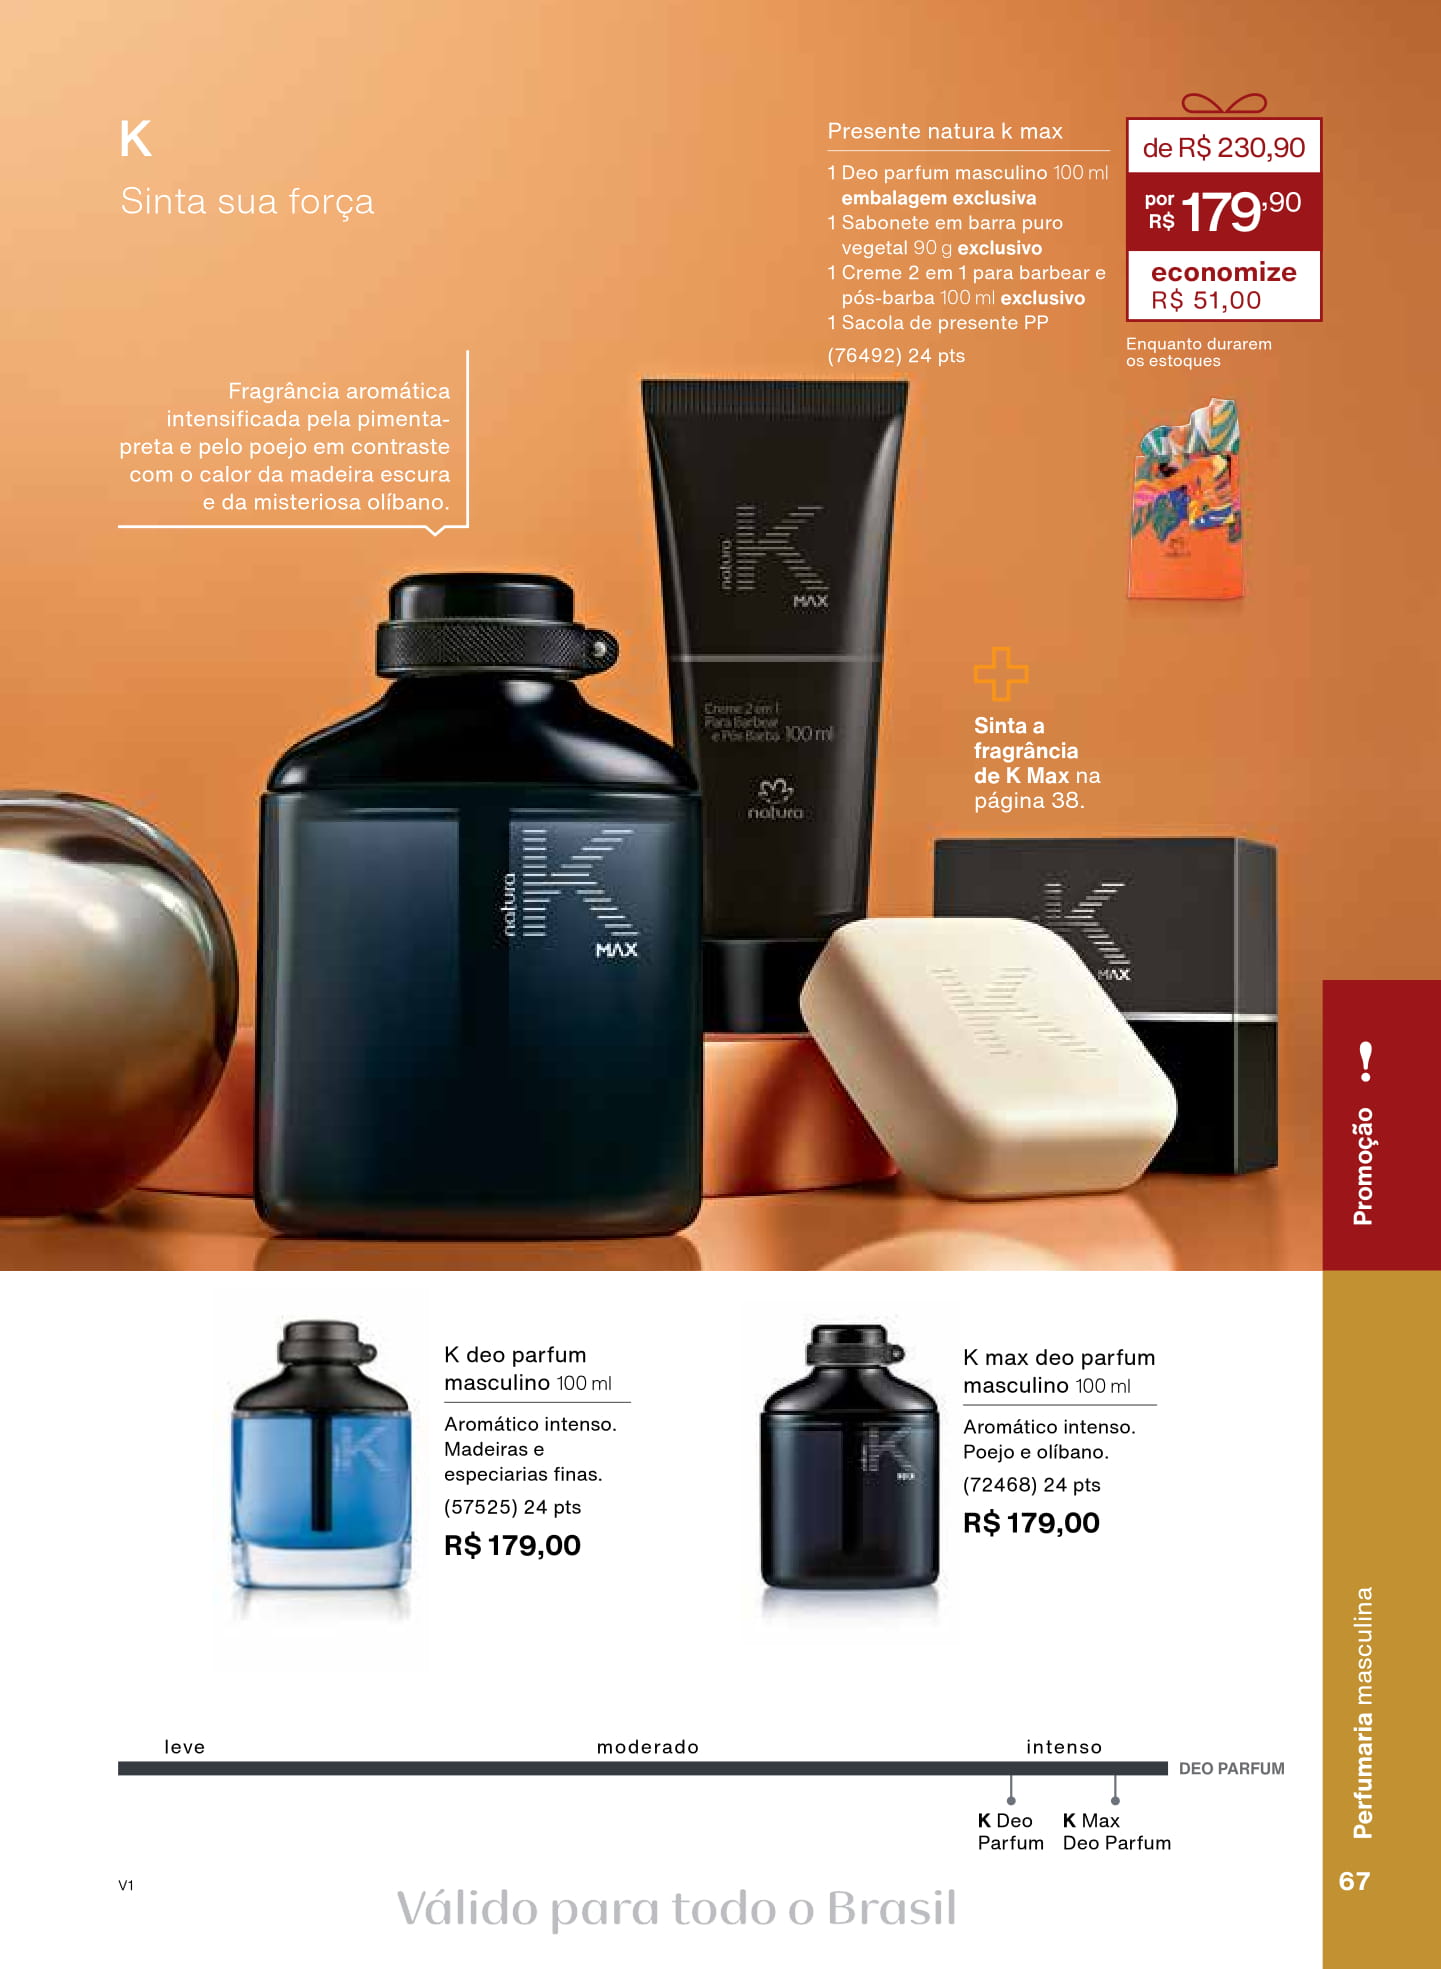 K
Sinta sua força
Presente natura k max
1 Deo parfum masculino 100 ml
embalagem exclusiva
1 Sabonete em barra puro
vegetal 90 g exclusivo
1 Creme 2 em 1 para barbear e
pós-barba 100 ml exclusivo
1 Sacola de presente PP
(76492) 24 pts
de R$ 230,90
por
R$ 179,90
economize
R$ 51,00
Enquanto durarem
os estoques
Fragrância aromática
intensificada pela pimenta-
preta e pelo poejo em contraste
com o calor da madeira escura
e da misteriosa olíbano.
natura
K
MAX
Creme 2 em 1
Para Barbear
e Pós Barba 100 ml
natura
Sinta a
fragrância
de K Max na
página 38.
natura
K
MAX
K
MAX
K
Promoção !
K deo parfum
masculino 100 ml
Aromático intenso.
Madeiras e
especiarias finas.
(57525) 24 pts
R$ 179,00
K
K max deo parfum
masculino 100 ml
Aromático intenso.
Poejo e olíbano.
(72468) 24 pts
R$ 179,00
K
leve moderado intenso
DEO PARFUM
K Deo
Parfum
K Max
Deo Parfum
Perfumaria masculina
67
V1
Válido para todo o Brasil